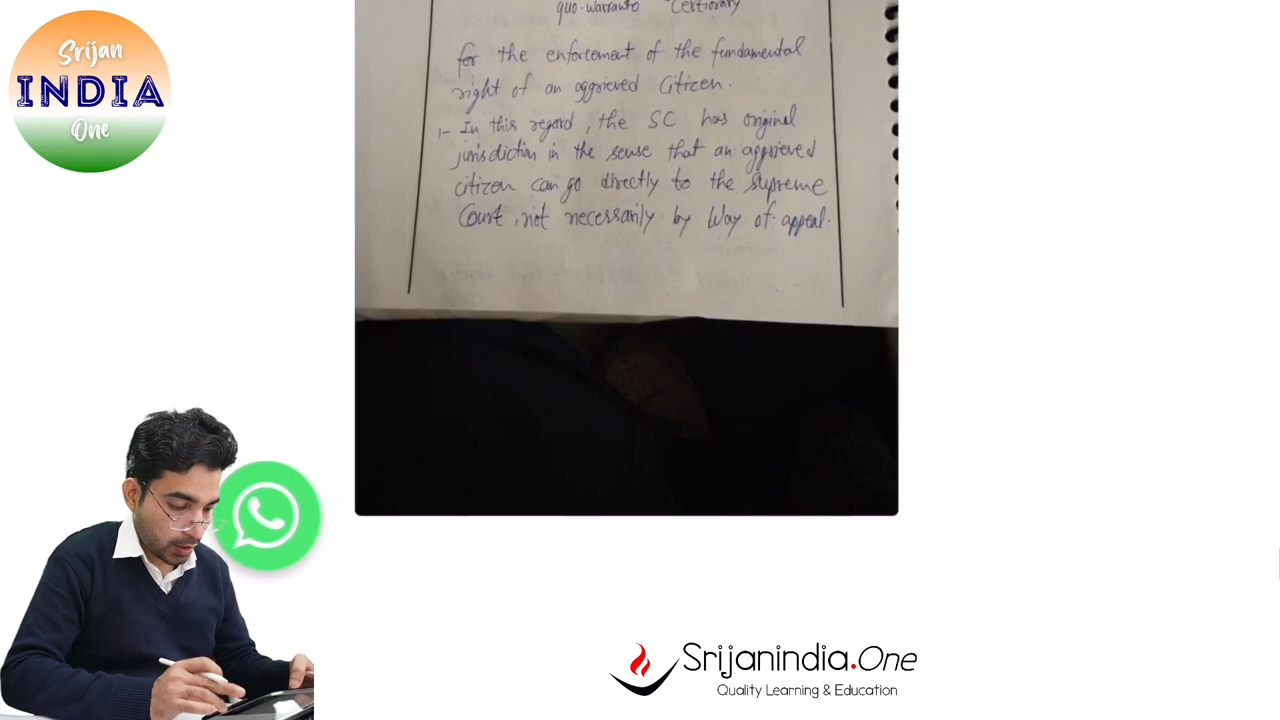 Srijan
INDIA
One
quo-warranto Certiorary
for the enforcement of the fundamental
right of an aggrieved Citizen.
:- In this regard, the SC has original
jurisdiction in the sense that an aggrieved
citizen can go directly to the supreme
Court, not necessarily by way of appeal.
Srijanindia.One
Quality Learning & Education